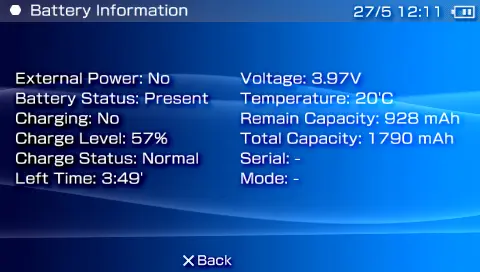 Battery Information
27/5 12:11
External Power: No
Battery Status: Present
Charging: No
Charge Level: 57%
Charge Status: Normal
Left Time: 3:49'
Voltage: 3.97V
Temperature: 20'C
Remain Capacity: 928 mAh
Total Capacity: 1790 mAh
Serial: -
Mode: -
Back